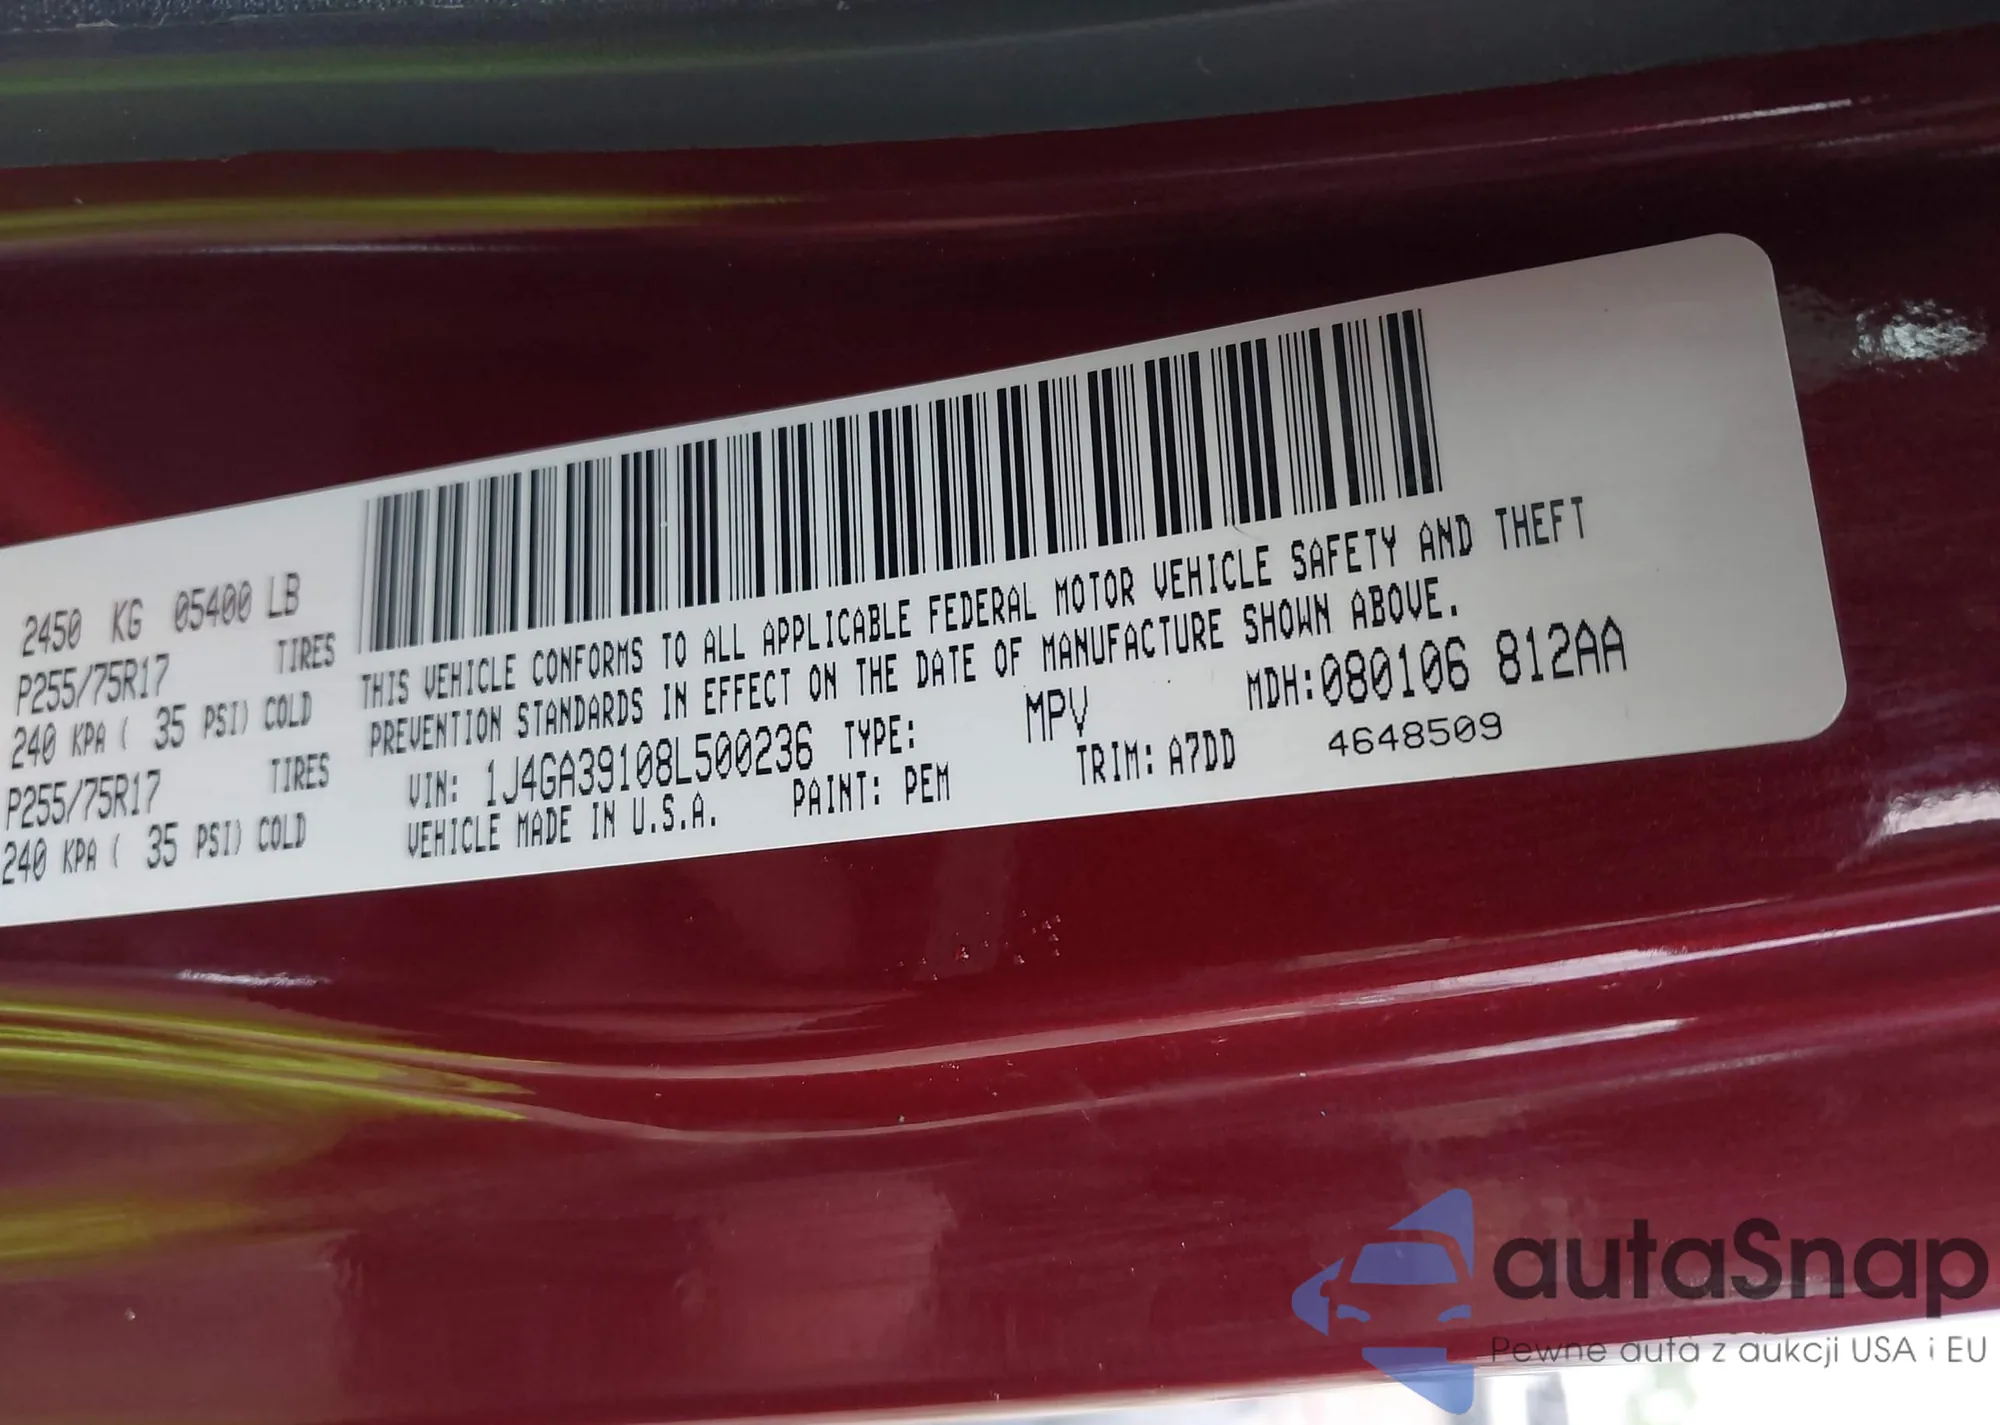 2450 KG 05400 LB
P255/75R17 TIRES
240 KPA ( 35 PSI) COLD
P255/75R17 TIRES
240 KPA ( 35 PSI) COLD
THIS VEHICLE CONFORMS TO ALL APPLICABLE FEDERAL MOTOR VEHICLE SAFETY AND THEFT
PREVENTION STANDARDS IN EFFECT ON THE DATE OF MANUFACTURE SHOWN ABOVE.
VIN: 1J4GA39108L500236 TYPE: MPV MDH:080106 812AA
VEHICLE MADE IN U.S.A. PAINT: PEM TRIM: A7DD 4648509
autaSnap
Pewne auta z aukcji USA i EU